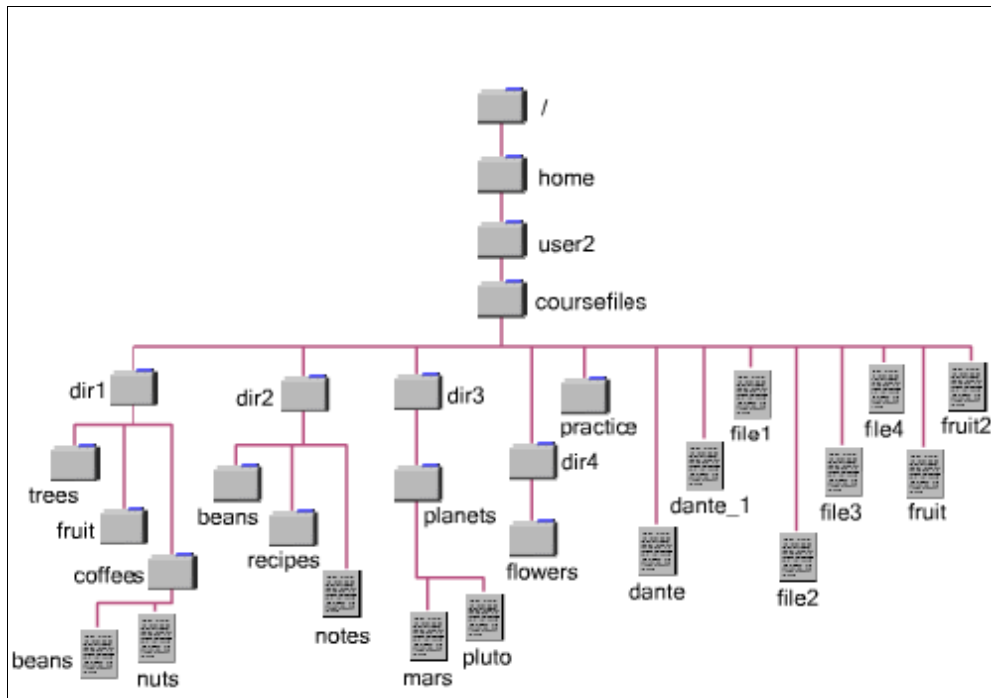 /
home
user2
coursefiles
dir1
dir2
dir3
practice
file1
file4
fruit2
trees
beans
planets
dir4
dante_1
file3
fruit
fruit
recipes
coffees
flowers
dante
file2
notes
beans
nuts
mars
pluto